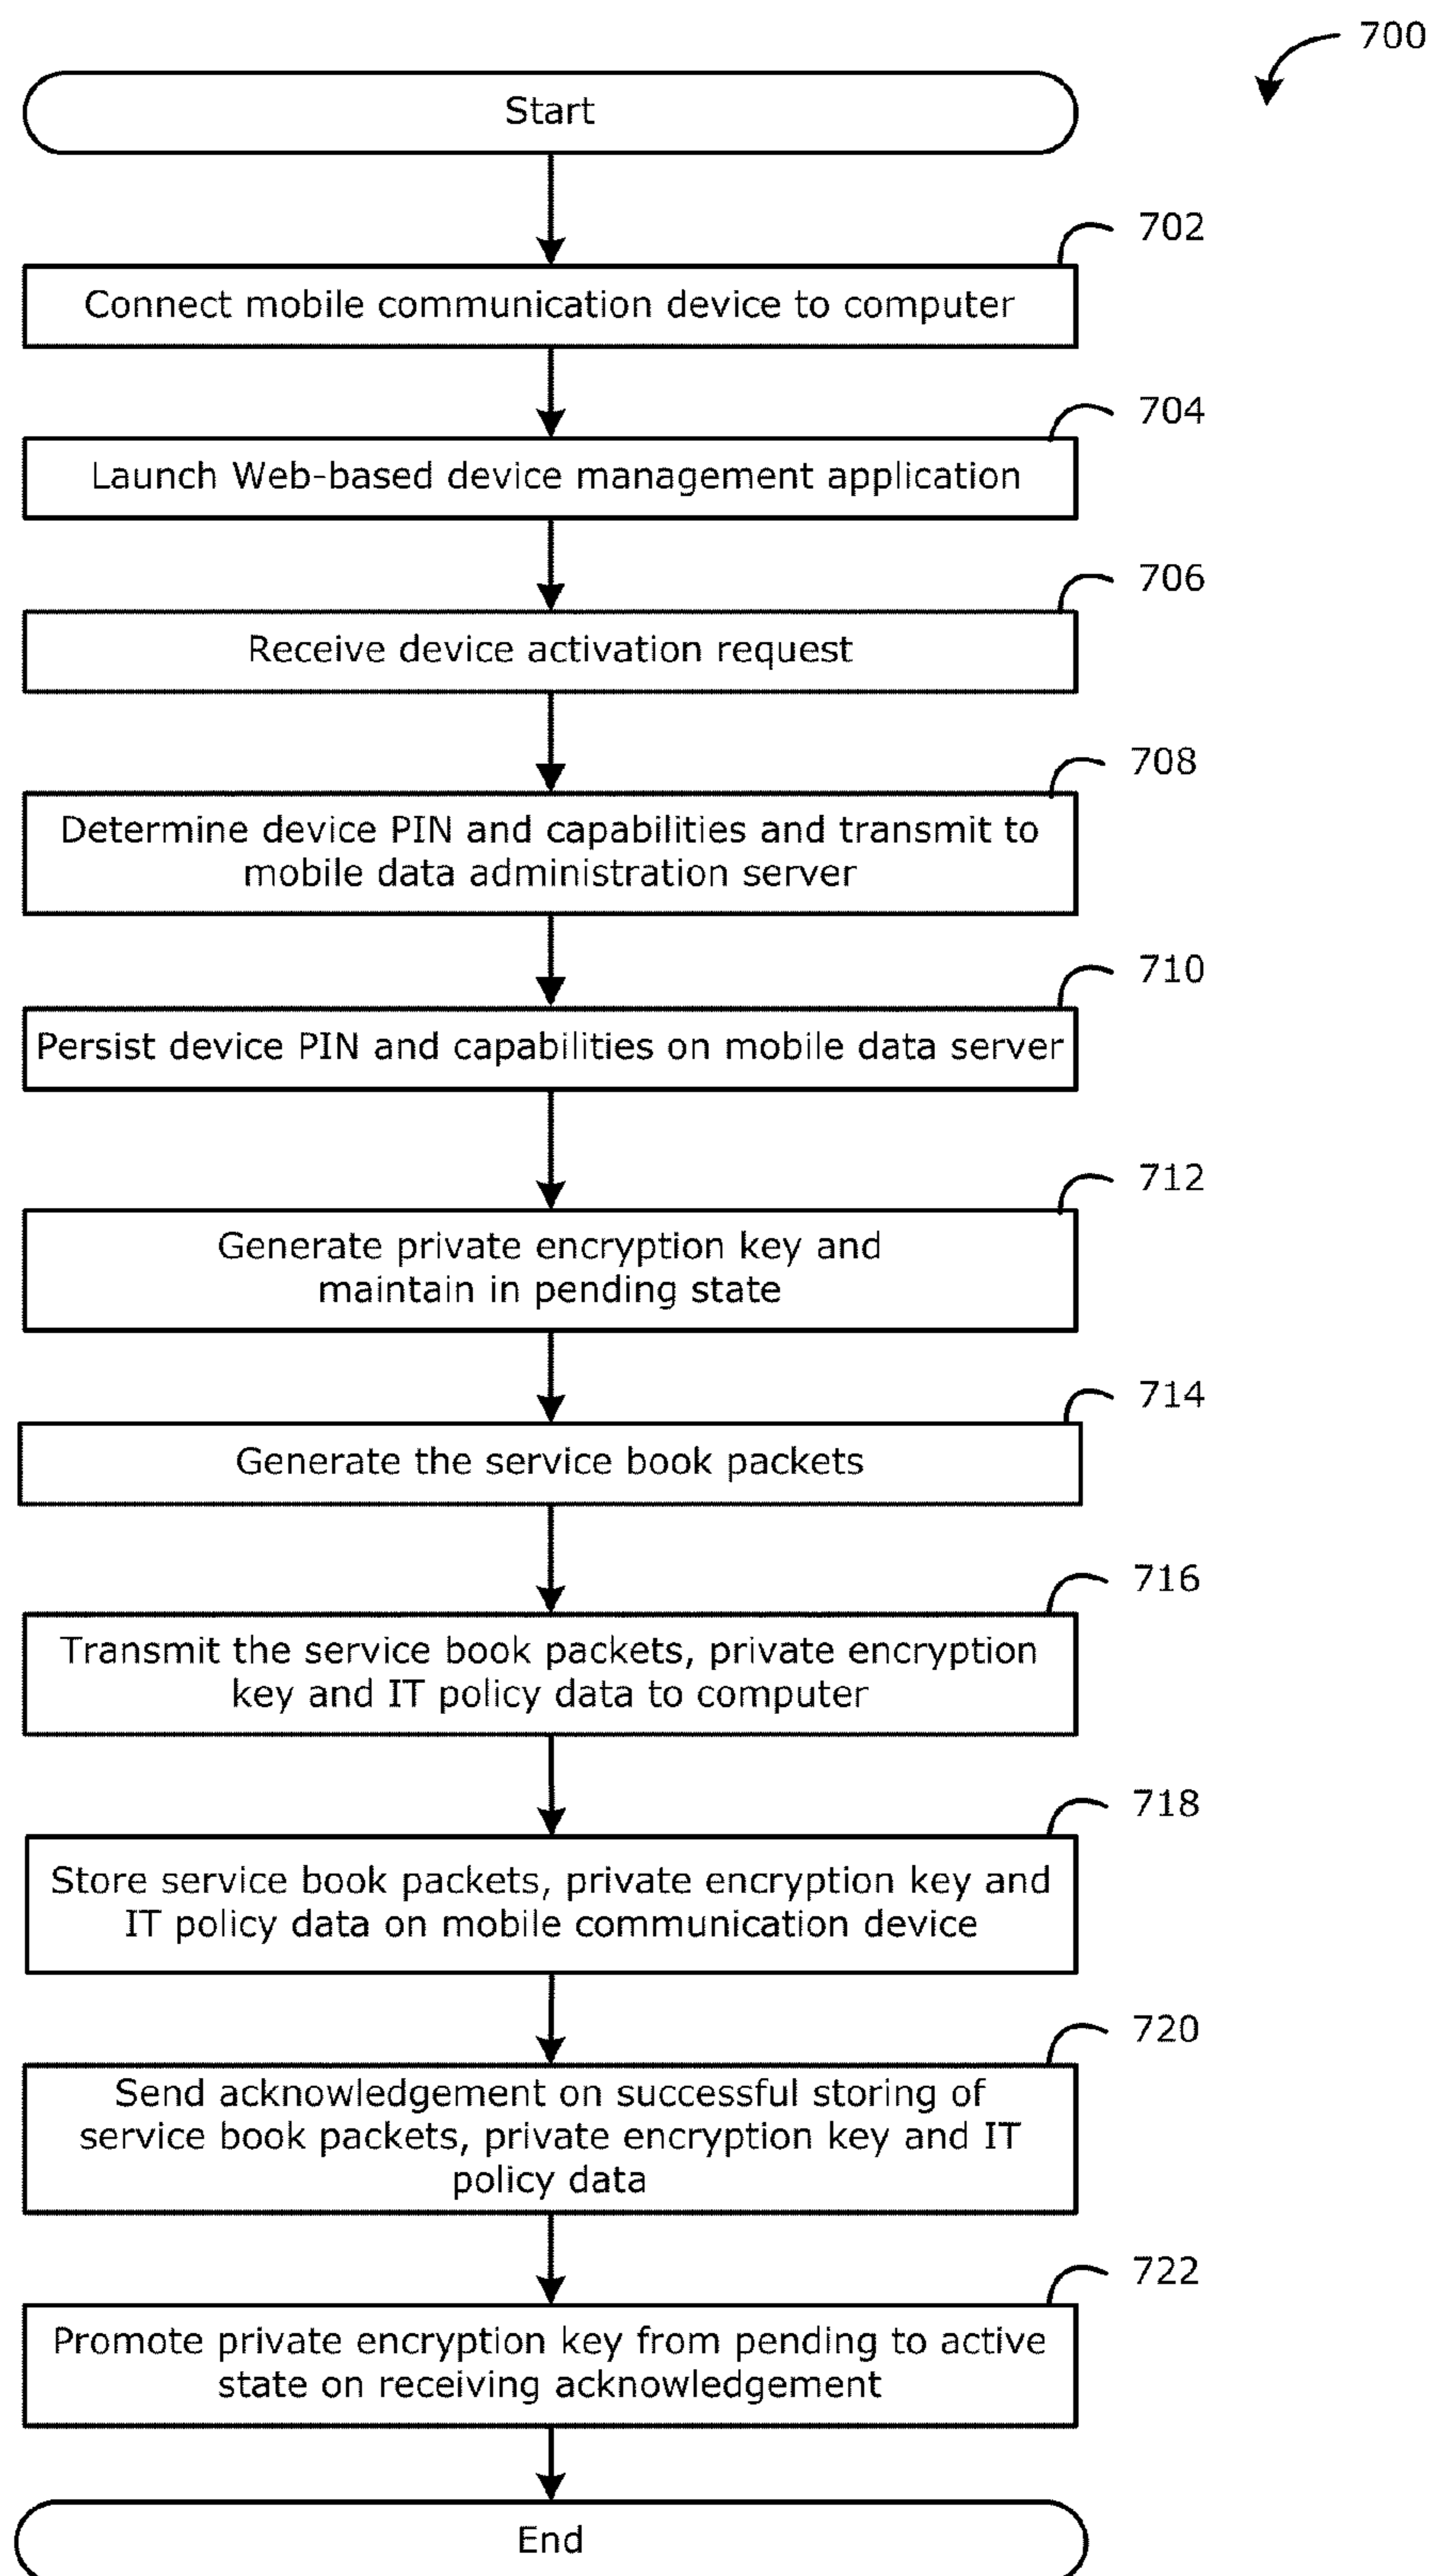 700
Start
702
Connect mobile communication device to computer
704
Launch Web-based device management application
706
Receive device activation request
708
Determine device PIN and capabilities and transmit to
mobile data administration server
710
Persist device PIN and capabilities on mobile data server
712
Generate private encryption key and
maintain in pending state
714
Generate the service book packets
716
Transmit the service book packets, private encryption
key and IT policy data to computer
718
Store service book packets, private encryption key and
IT policy data on mobile communication device
720
Send acknowledgement on successful storing of
service book packets, private encryption key and IT
policy data
722
Promote private encryption key from pending to active
state on receiving acknowledgement
End